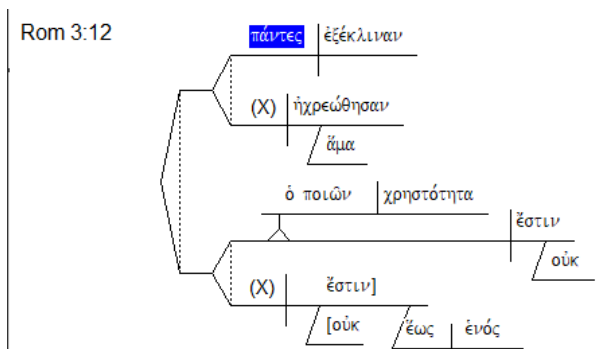 Rom 3:12
πάντες ἐξέκλιναν
(X) ἠχρεώθησαν
ἅμα
ὁ ποιῶν χρηστότητα
ἔστιν
οὐκ
(X) ἔστιν]
[οὐκ ἕως ἑνός